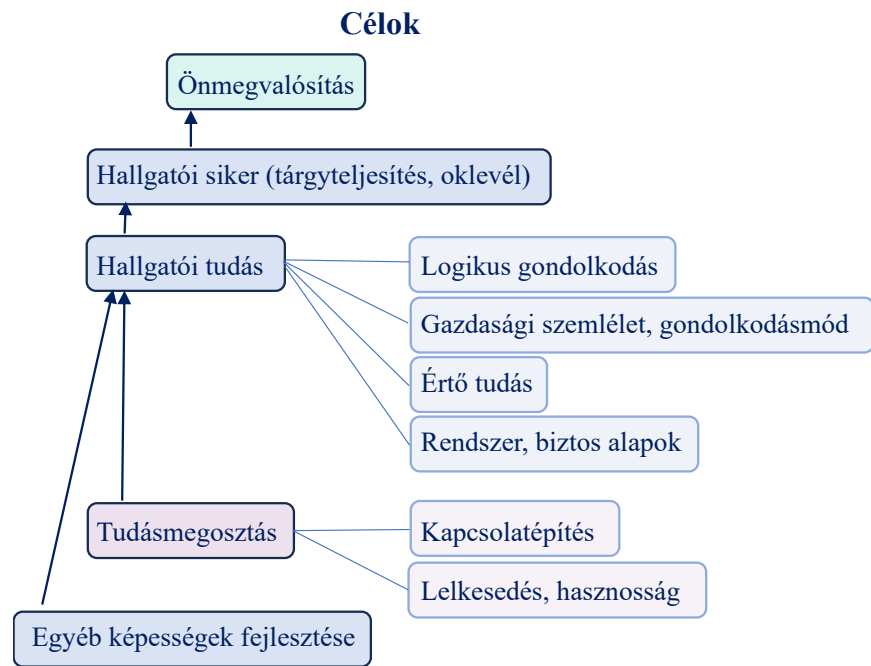 Célok
Önmegvalósítás
Hallgatói siker (tárgyteljesítés, oklevél)
Hallgatói tudás
Logikus gondolkodás
Gazdasági szemlélet, gondolkodásmód
Értő tudás
Rendszer, biztos alapok
Tudásmegosztás
Kapcsolatépítés
Lelkesedés, hasznosság
Egyéb képességek fejlesztése